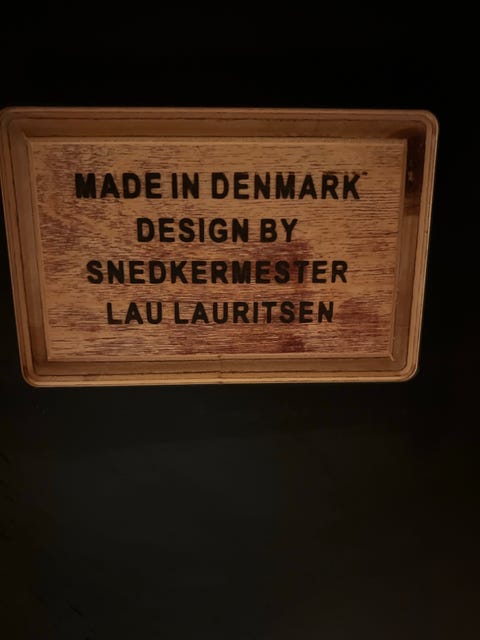 MADE IN DENMARK
DESIGN BY
SNEDKERMESTER
LAU LAURITSEN